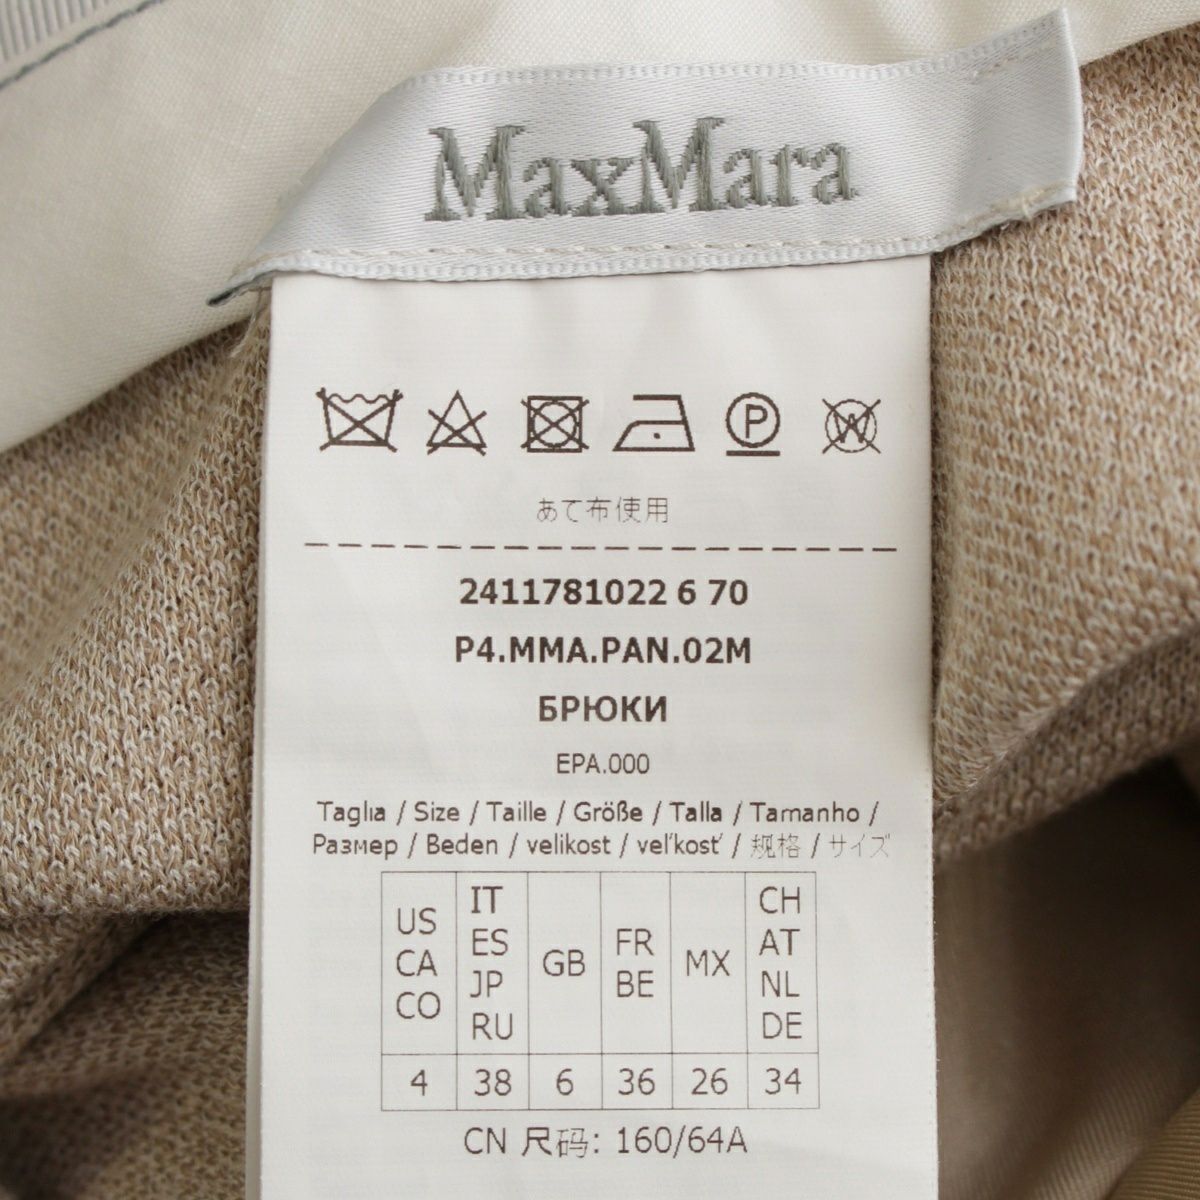 MaxMara
P W
あて布使用
2411781022 6 70
P4.MMA.PAN.02M
БРЮКИ
EPA.000
Taglia / Size / Taille / Größe / Talla / Tamanho /
Размер / Beden / velikost / veľkosť / 规格 / サイズ
US CA CO
IT ES JP RU
GB
FR BE
MX
CH AT NL DE
4 38 6 36 26 34
CN 尺码: 160/64A